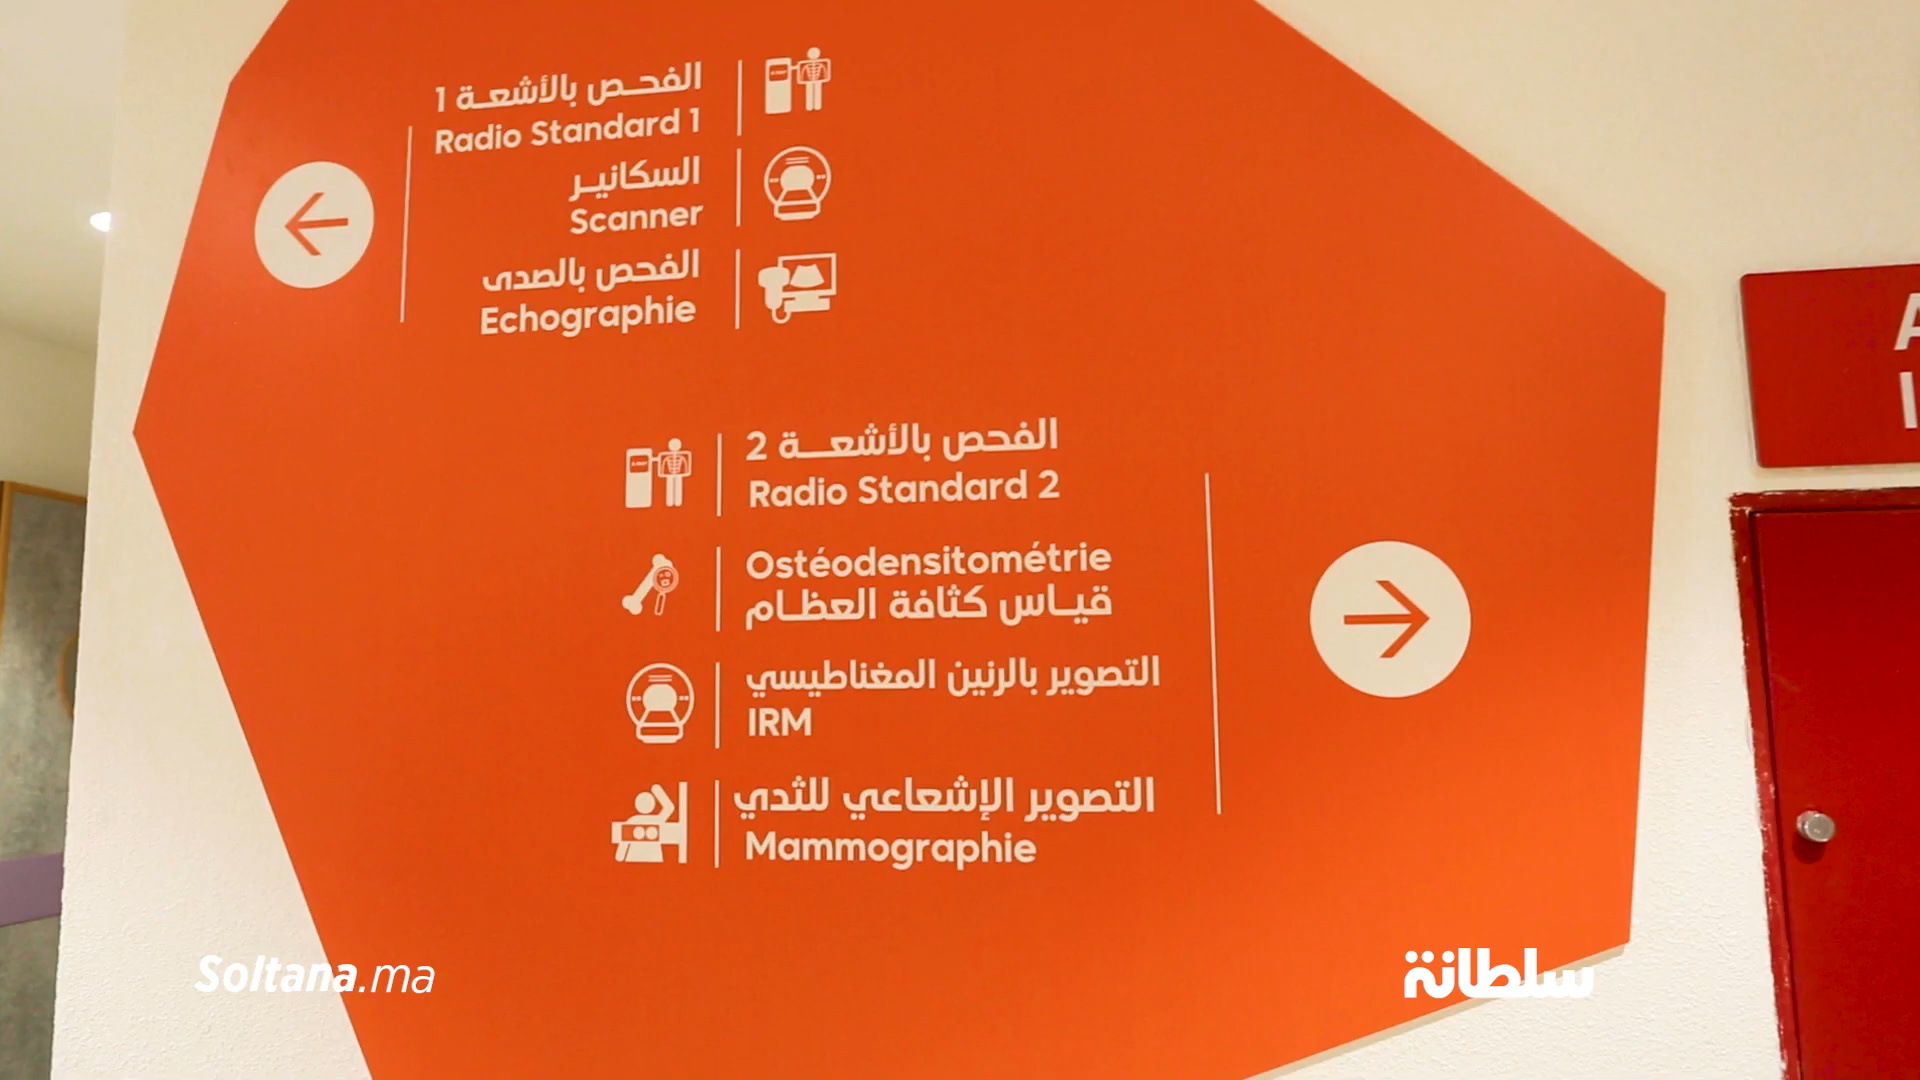 الفحص بالأشعة 1
Radio Standard 1
السكانير
Scanner
الفحص بالصدى
Echographie
الفحص بالأشعة 2
Radio Standard 2
Ostéodensitométrie
قياس كثافة العظام
التصوير بالرنين المغناطيسي
IRM
التصوير الإشعاعي للثدي
Mammographie
Soltana.ma
سلطانة